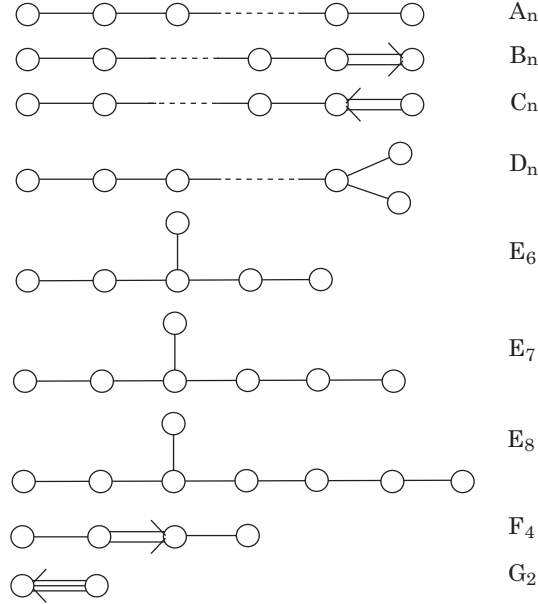 Aₙ
Bₙ
Cₙ
Dₙ
E₆
E₇
E₈
F₄
G₂